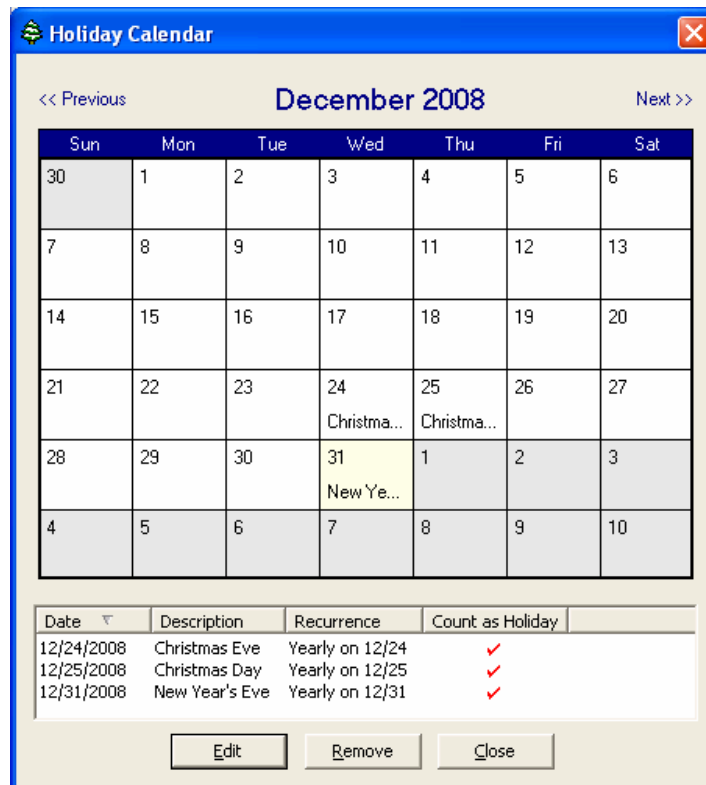 Holiday Calendar
<< Previous December 2008 Next >>
Sun Mon Tue Wed Thu Fri Sat
30 1 2 3 4 5 6
7 8 9 10 11 12 13
14 15 16 17 18 19 20
21 22 23 24 25 26 27
Christma... Christma...
28 29 30 31 1 2 3
New Ye...
4 5 6 7 8 9 10
Date Description Recurrence Count as Holiday
12/24/2008 Christmas Eve Yearly on 12/24 ✓
12/25/2008 Christmas Day Yearly on 12/25 ✓
12/31/2008 New Year's Eve Yearly on 12/31 ✓
Edit Remove Close